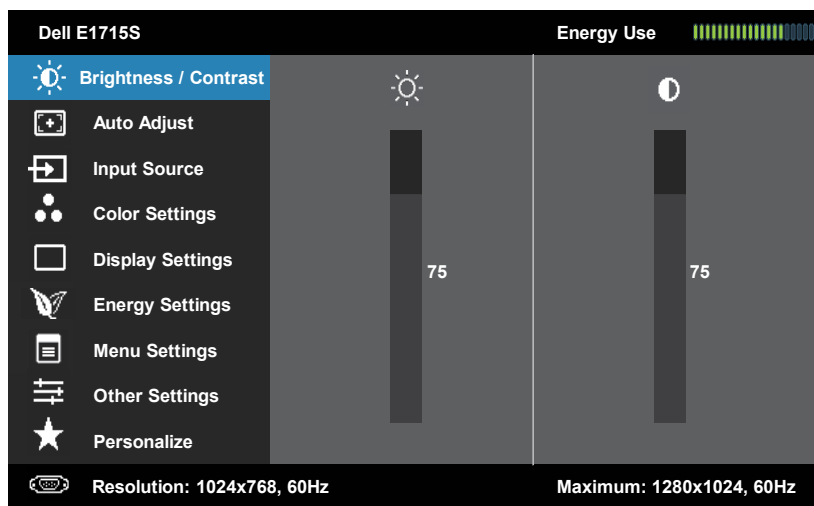 Dell E1715S Energy Use
Brightness / Contrast
Auto Adjust
Input Source
Color Settings
Display Settings
75 75
Energy Settings
Menu Settings
Other Settings
Personalize
Resolution: 1024x768, 60Hz Maximum: 1280x1024, 60Hz